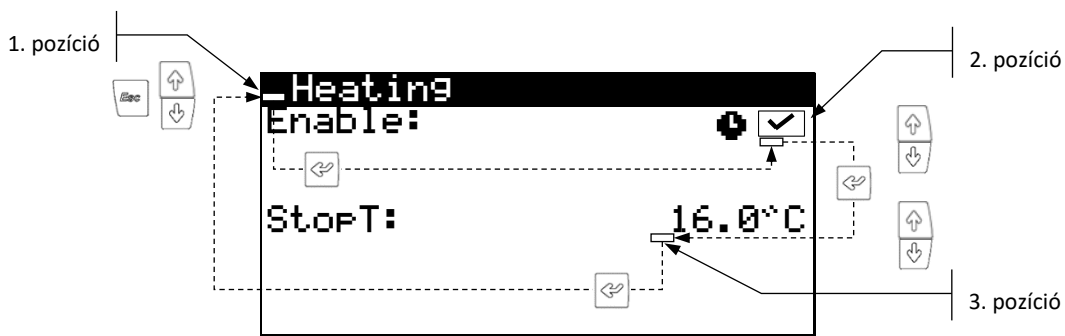 1. pozíció
2. pozíció
Esc
Heating
Enable:
StopT: 16.0°C
3. pozíció